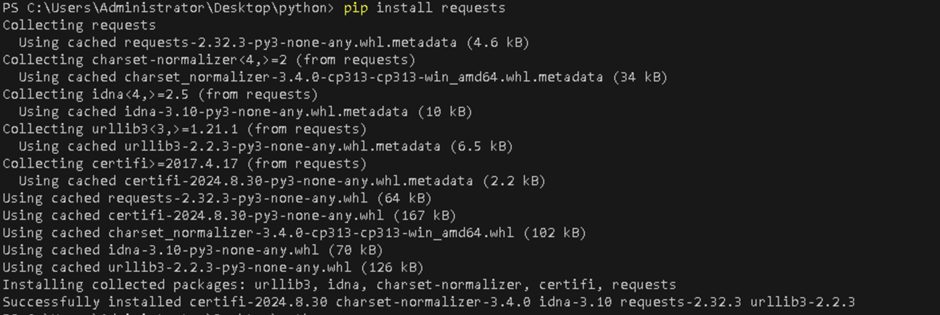 PS C:\Users\Administrator\Desktop\python> pip install requests
Collecting requests
  Using cached requests-2.32.3-py3-none-any.whl.metadata (4.6 kB)
Collecting charset-normalizer<4,>=2 (from requests)
  Using cached charset_normalizer-3.4.0-cp313-cp313-win_amd64.whl.metadata (34 kB)
Collecting idna<4,>=2.5 (from requests)
  Using cached idna-3.10-py3-none-any.whl.metadata (10 kB)
Collecting urllib3<3,>=1.21.1 (from requests)
  Using cached urllib3-2.2.3-py3-none-any.whl.metadata (6.5 kB)
Collecting certifi>=2017.4.17 (from requests)
  Using cached certifi-2024.8.30-py3-none-any.whl.metadata (2.2 kB)
Using cached requests-2.32.3-py3-none-any.whl (64 kB)
Using cached certifi-2024.8.30-py3-none-any.whl (167 kB)
Using cached charset_normalizer-3.4.0-cp313-cp313-win_amd64.whl (102 kB)
Using cached idna-3.10-py3-none-any.whl (70 kB)
Using cached urllib3-2.2.3-py3-none-any.whl (126 kB)
Installing collected packages: urllib3, idna, charset-normalizer, certifi, requests
Successfully installed certifi-2024.8.30 charset-normalizer-3.4.0 idna-3.10 requests-2.32.3 urllib3-2.2.3